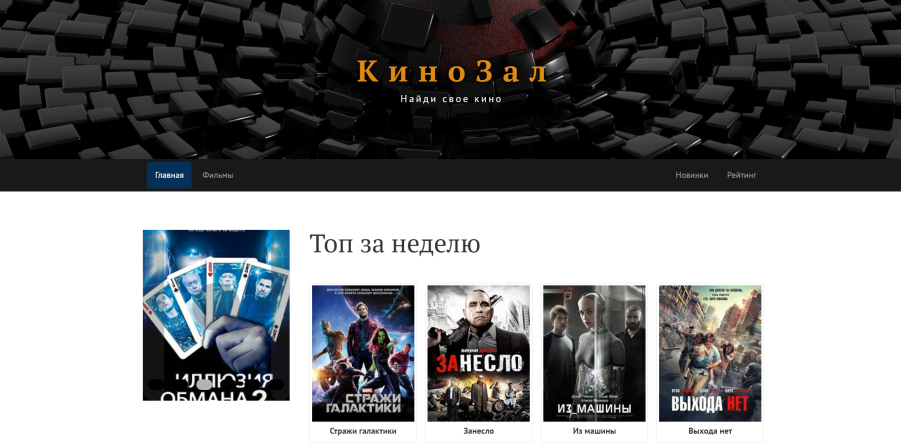 КиноЗал
Найди свое кино
Главная
Фильмы
Новинки
Рейтинг
Топ за неделю
ИЛЛЮЗИЯ
ОБМАНА 2
MARVEL
СТРАЖИ
ГАЛАКТИКИ
ЗАНЕСЛО
ИЗ МАШИНЫ
ВЫХОДА НЕТ
Стражи галактики
Занесло
Из машины
Выхода нет